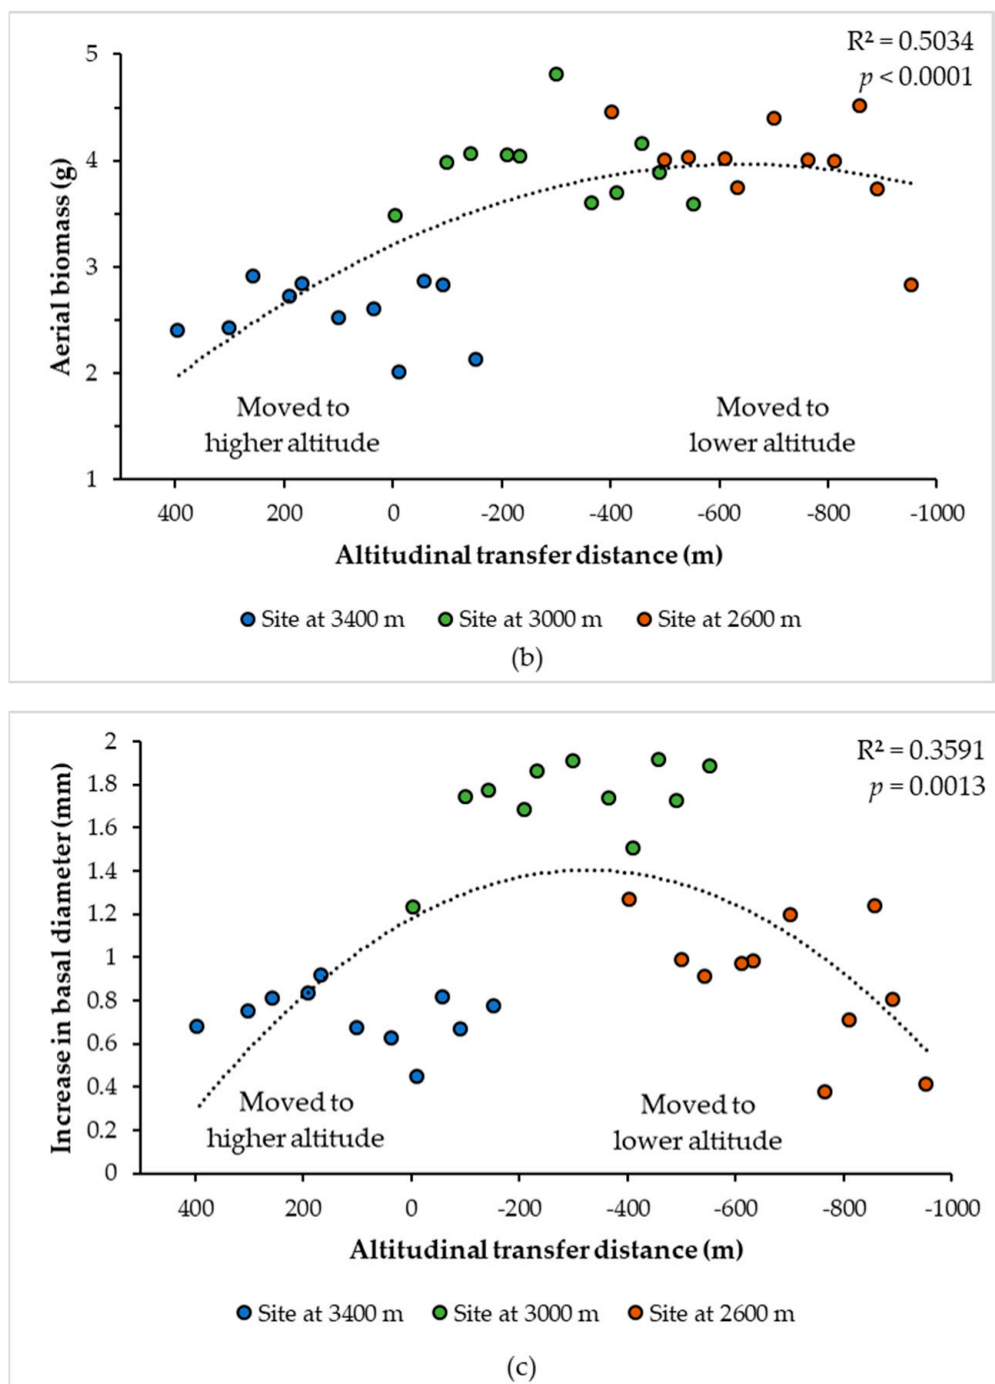 R² = 0.5034
p < 0.0001
5
4
3
2
1
Aerial biomass (g)
Moved to
higher altitude
Moved to
lower altitude
400 200 0 -200 -400 -600 -800 -1000
Altitudinal transfer distance (m)
Site at 3400 m Site at 3000 m Site at 2600 m
(b)
R² = 0.3591
p = 0.0013
2
1.8
1.6
1.4
1.2
1
0.8
0.6
0.4
0.2
0
Increase in basal diameter (mm)
Moved to
higher altitude
Moved to
lower altitude
400 200 0 -200 -400 -600 -800 -1000
Altitudinal transfer distance (m)
Site at 3400 m Site at 3000 m Site at 2600 m
(c)